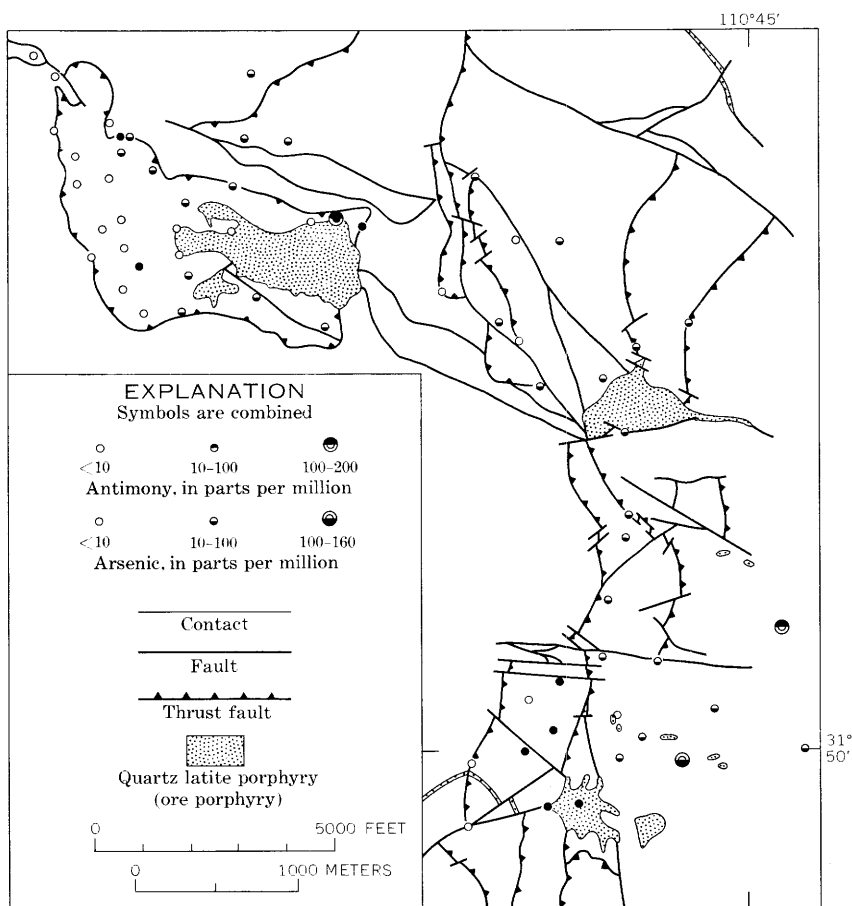 110°45'
EXPLANATION
Symbols are combined
<10 10-100 100-200
Antimony, in parts per million
<10 10-100 100-160
Arsenic, in parts per million
Contact
Fault
Thrust fault
Quartz latite porphyry
(ore porphyry)
0 5000 FEET
0 1000 METERS
31°
50'